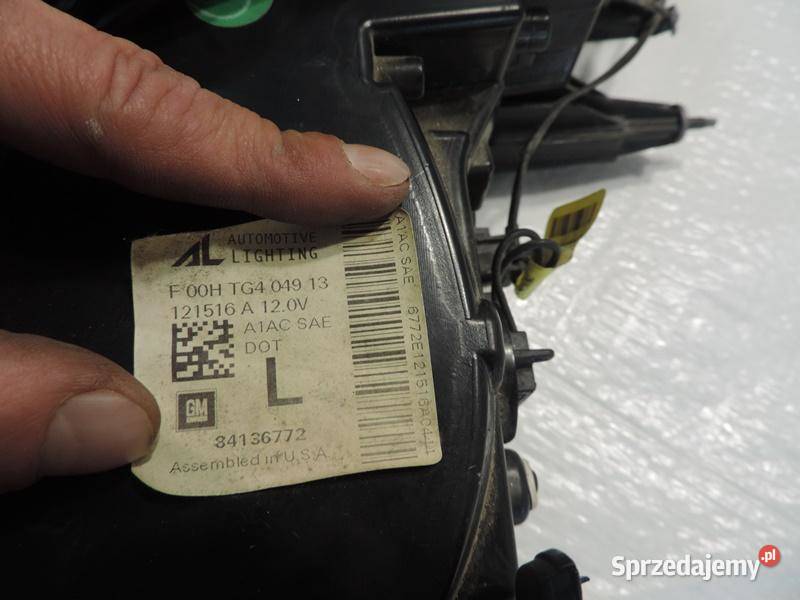 AL AUTOMOTIVE LIGHTING
F 00H TG4 049 13
121516 A 12.0V
A1AC SAE
DOT
L
GM
84136772
Assembled in U.S.A
A1AC SAE
Sprzedajemy.pl